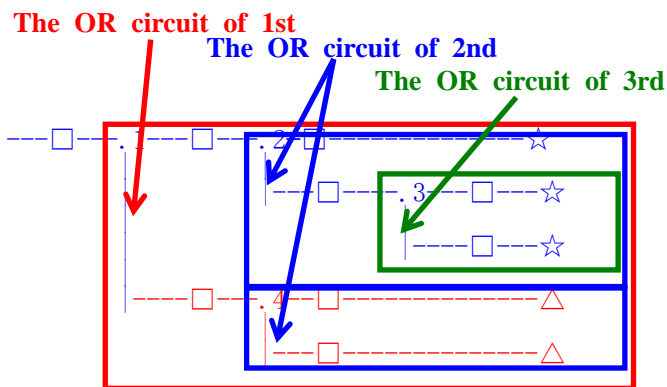 The OR circuit of 1st
The OR circuit of 2nd
The OR circuit of 3rd
---□--. --□--.2--□---------☆
|--□--.3--□---☆
|---□---☆
---□--.4--□---------△
|--□---------△